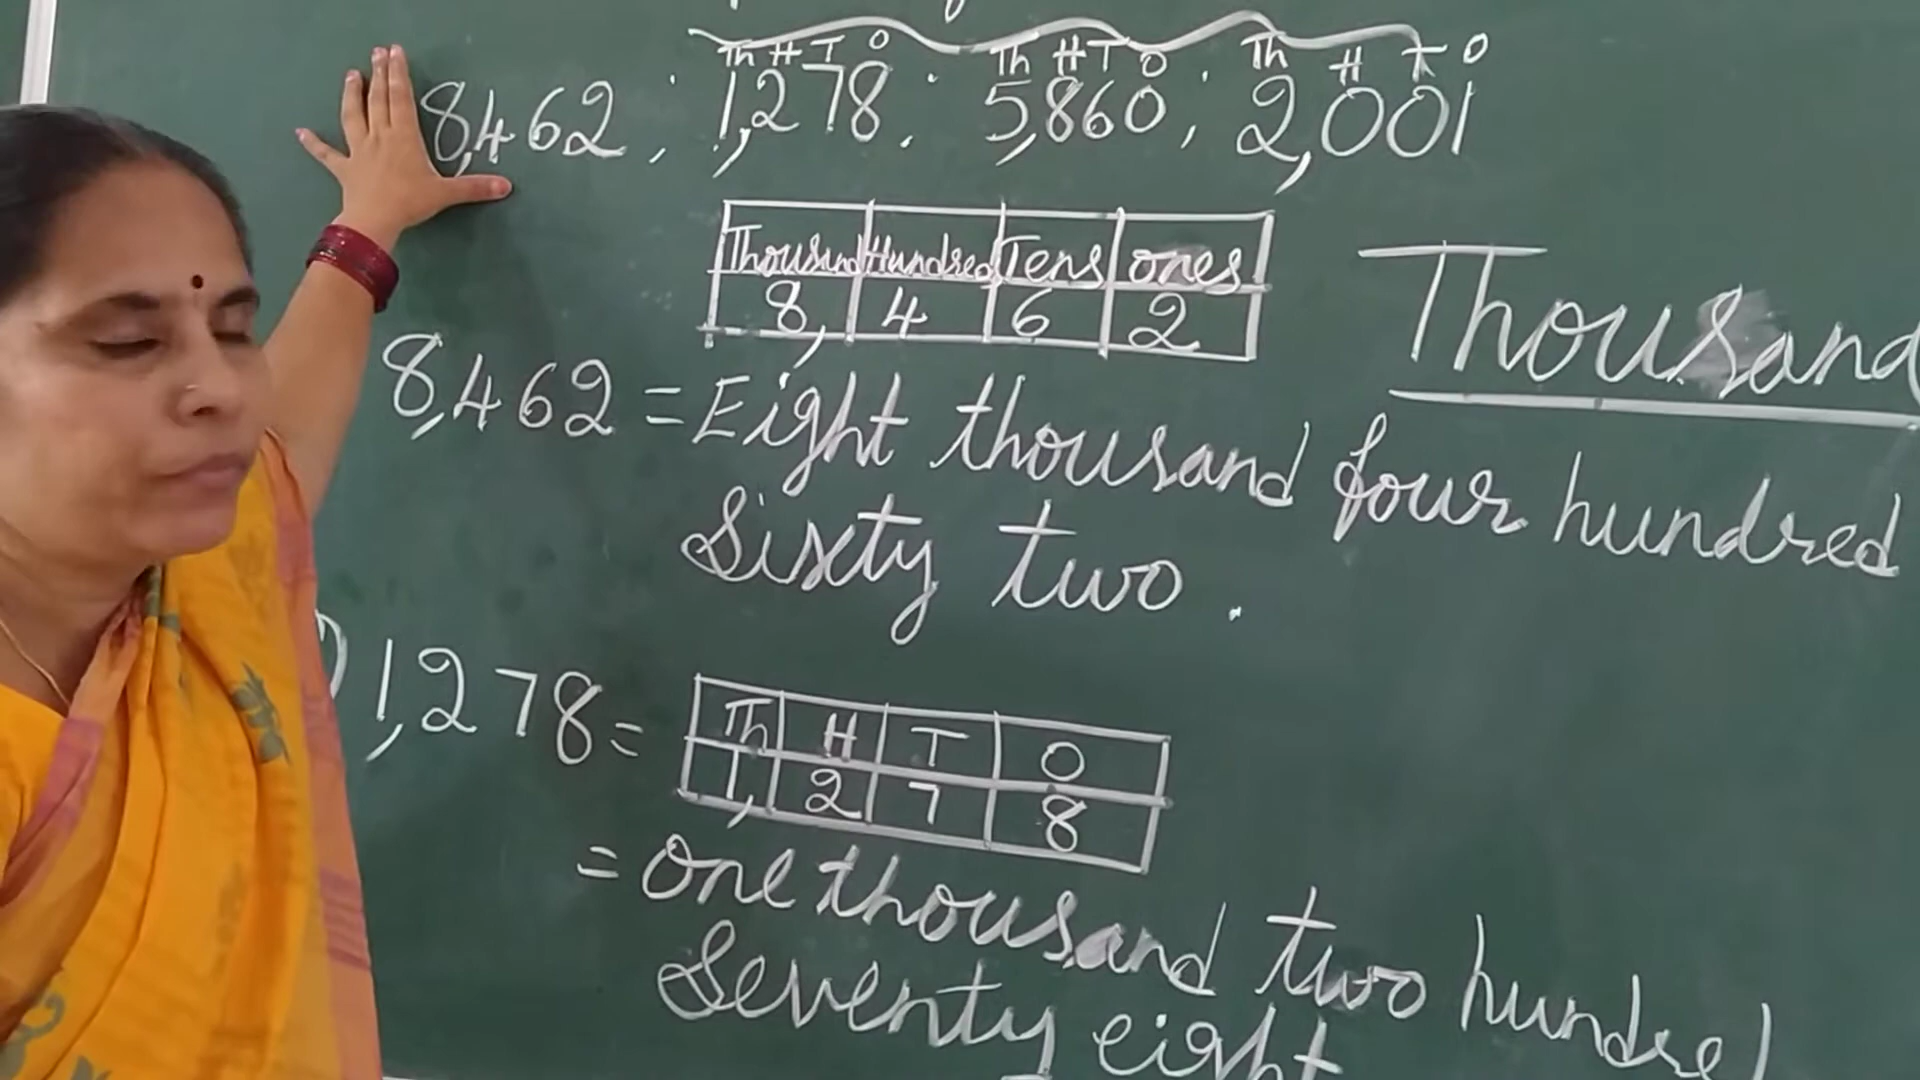 Th H T O Th H T O Th H T O
8,462 ; 1,278 ; 5,860 ; 2,001
Thousand Hundred Tens ones
8, 4 6 2
Thousand
8,462 = Eight thousand four hundred
Sixty two .
1,278 =
Th H T O
1, 2 7 8
= One thousand two hundred
Seventy eight